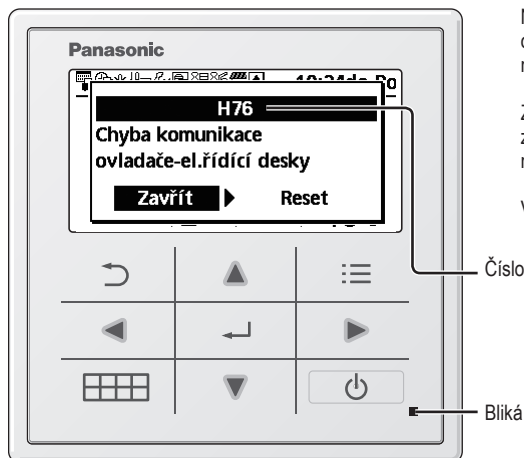 Panasonic
H76
Chyba komunikace
ovladače-el.řídící desky
Zavřít
Reset
Číslo
Bliká